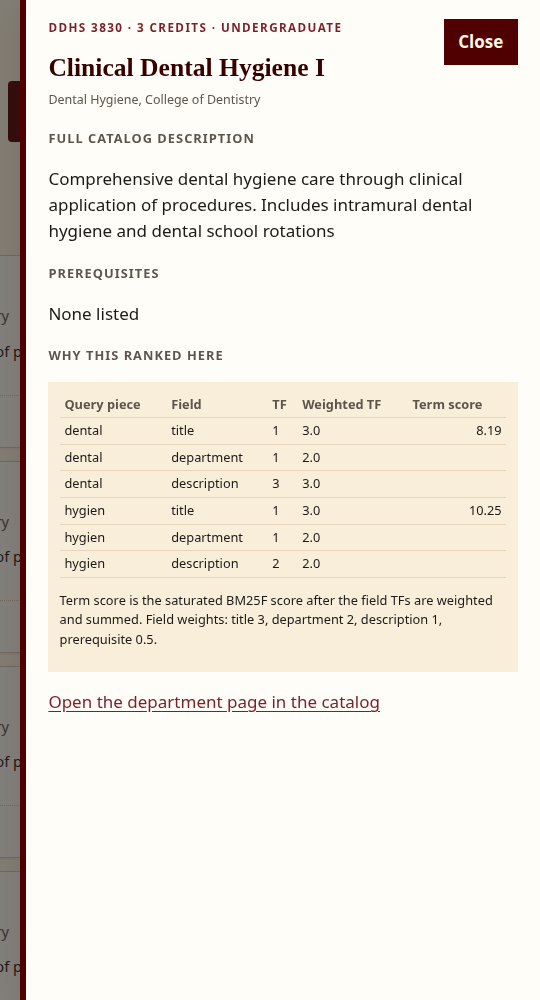 DDHS 3830 · 3 CREDITS · UNDERGRADUATE
Close
Clinical Dental Hygiene I
Dental Hygiene, College of Dentistry
FULL CATALOG DESCRIPTION
Comprehensive dental hygiene care through clinical
application of procedures. Includes intramural dental
hygiene and dental school rotations
PREREQUISITES
None listed
WHY THIS RANKED HERE
Query piece Field TF Weighted TF Term score
dental title 1 3.0 8.19
dental department 1 2.0
dental description 3 3.0
hygien title 1 3.0 10.25
hygien department 1 2.0
hygien description 2 2.0
Term score is the saturated BM25F score after the field TFs are weighted
and summed. Field weights: title 3, department 2, description 1,
prerequisite 0.5.
Open the department page in the catalog